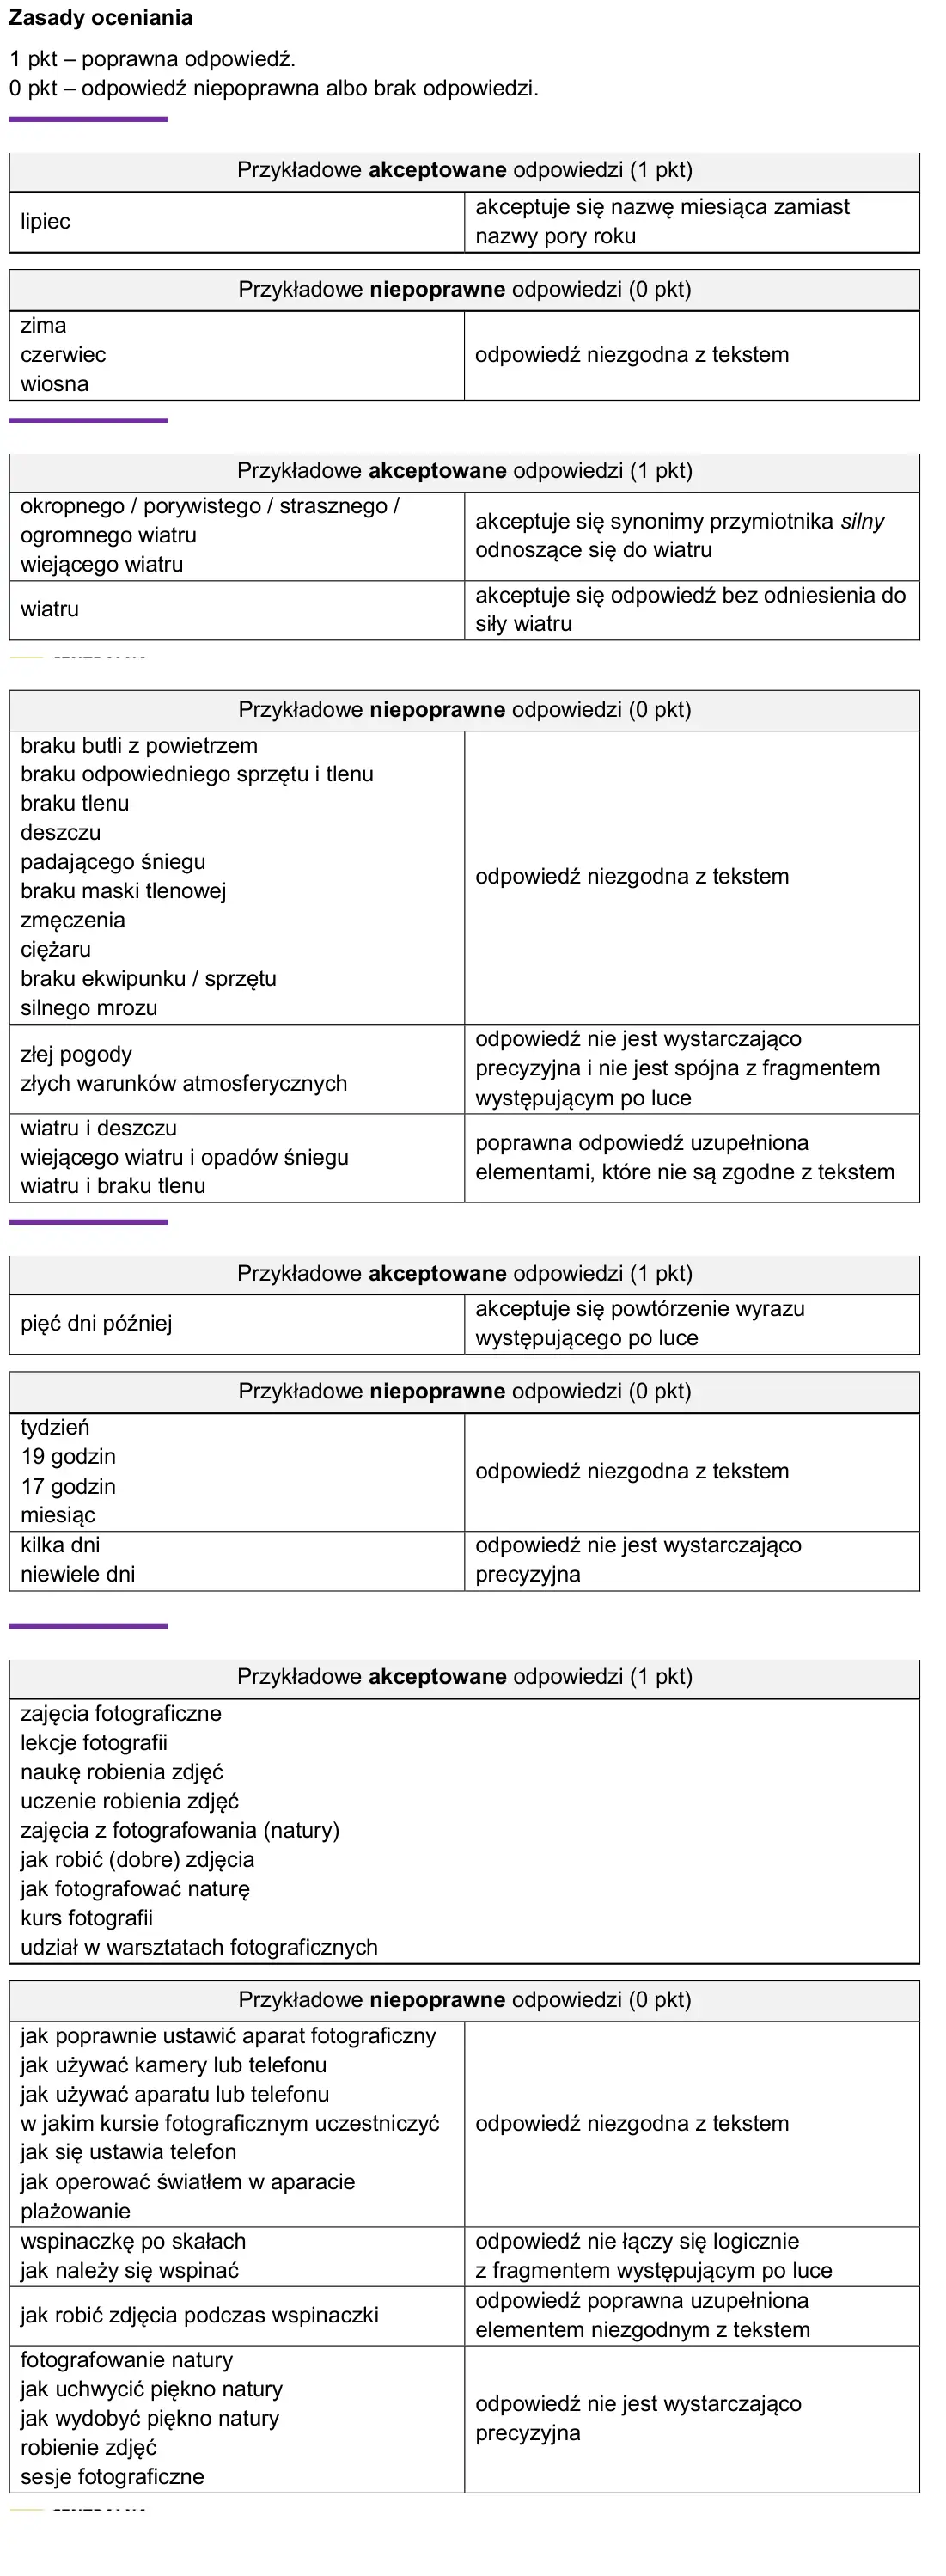 Zasady oceniania
1 pkt – poprawna odpowiedź.
0 pkt – odpowiedź niepoprawna albo brak odpowiedzi.
Przykładowe akceptowane odpowiedzi (1 pkt)
lipiec
akceptuje się nazwę miesiąca zamiast
nazwy pory roku
Przykładowe niepoprawne odpowiedzi (0 pkt)
zima
czerwiec
wiosna
odpowiedź niezgodna z tekstem
Przykładowe akceptowane odpowiedzi (1 pkt)
okropnego / porywistego / strasznego /
ogromnego wiatru
wiejącego wiatru
akceptuje się synonimy przymiotnika silny
odnoszące się do wiatru
wiatru
akceptuje się odpowiedź bez odniesienia do
siły wiatru
Przykładowe niepoprawne odpowiedzi (0 pkt)
braku butli z powietrzem
braku odpowiedniego sprzętu i tlenu
braku tlenu
deszczu
padającego śniegu
braku maski tlenowej
zmęczenia
ciężaru
braku ekwipunku / sprzętu
silnego mrozu
odpowiedź niezgodna z tekstem
złej pogody
złych warunków atmosferycznych
odpowiedź nie jest wystarczająco
precyzyjna i nie jest spójna z fragmentem
występującym po luce
wiatru i deszczu
wiejącego wiatru i opadów śniegu
wiatru i braku tlenu
poprawna odpowiedź uzupełniona
elementami, które nie są zgodne z tekstem
Przykładowe akceptowane odpowiedzi (1 pkt)
pięć dni później
akceptuje się powtórzenie wyrazu
występującego po luce
Przykładowe niepoprawne odpowiedzi (0 pkt)
tydzień
19 godzin
17 godzin
miesiąc
odpowiedź niezgodna z tekstem
kilka dni
niewiele dni
odpowiedź nie jest wystarczająco
precyzyjna
Przykładowe akceptowane odpowiedzi (1 pkt)
zajęcia fotograficzne
lekcje fotografii
naukę robienia zdjęć
uczenie robienia zdjęć
zajęcia z fotografowania (natury)
jak robić (dobre) zdjęcia
jak fotografować naturę
kurs fotografii
udział w warsztatach fotograficznych
Przykładowe niepoprawne odpowiedzi (0 pkt)
jak poprawnie ustawić aparat fotograficzny
jak używać kamery lub telefonu
jak używać aparatu lub telefonu
w jakim kursie fotograficznym uczestniczyć
jak się ustawia telefon
jak operować światłem w aparacie
plażowanie
odpowiedź niezgodna z tekstem
wspinaczkę po skałach
jak należy się wspinać
odpowiedź nie łączy się logicznie
z fragmentem występującym po luce
jak robić zdjęcia podczas wspinaczki
odpowiedź poprawna uzupełniona
elementem niezgodnym z tekstem
fotografowanie natury
jak uchwycić piękno natury
jak wydobyć piękno natury
robienie zdjęć
sesje fotograficzne
odpowiedź nie jest wystarczająco
precyzyjna